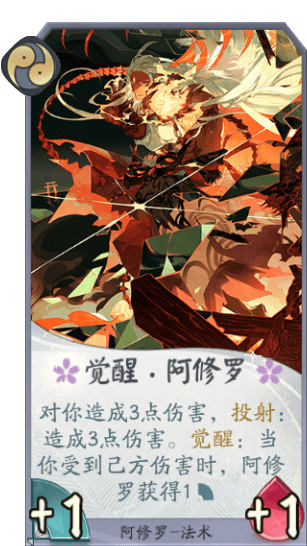 觉醒·阿修罗
对你造成3点伤害，投射：
造成3点伤害。觉醒：当
你受到己方伤害时，阿修
罗获得1
+1
阿修罗-法术
+1